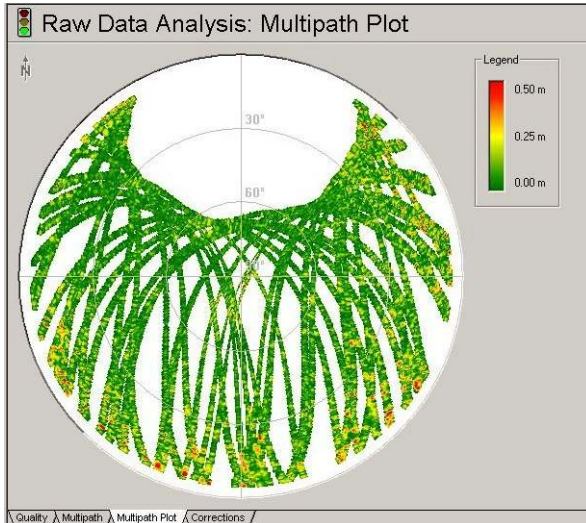 Raw Data Analysis: Multipath Plot
N
Legend
0.50 m
0.25 m
0.00 m
30°
60°
90°
Quality
Multipath
Multipath Plot
Corrections